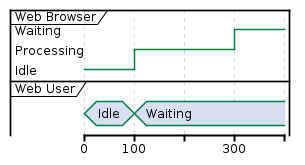 Web Browser
Waiting
Processing
Idle
Web User
Idle Waiting
0 100 300